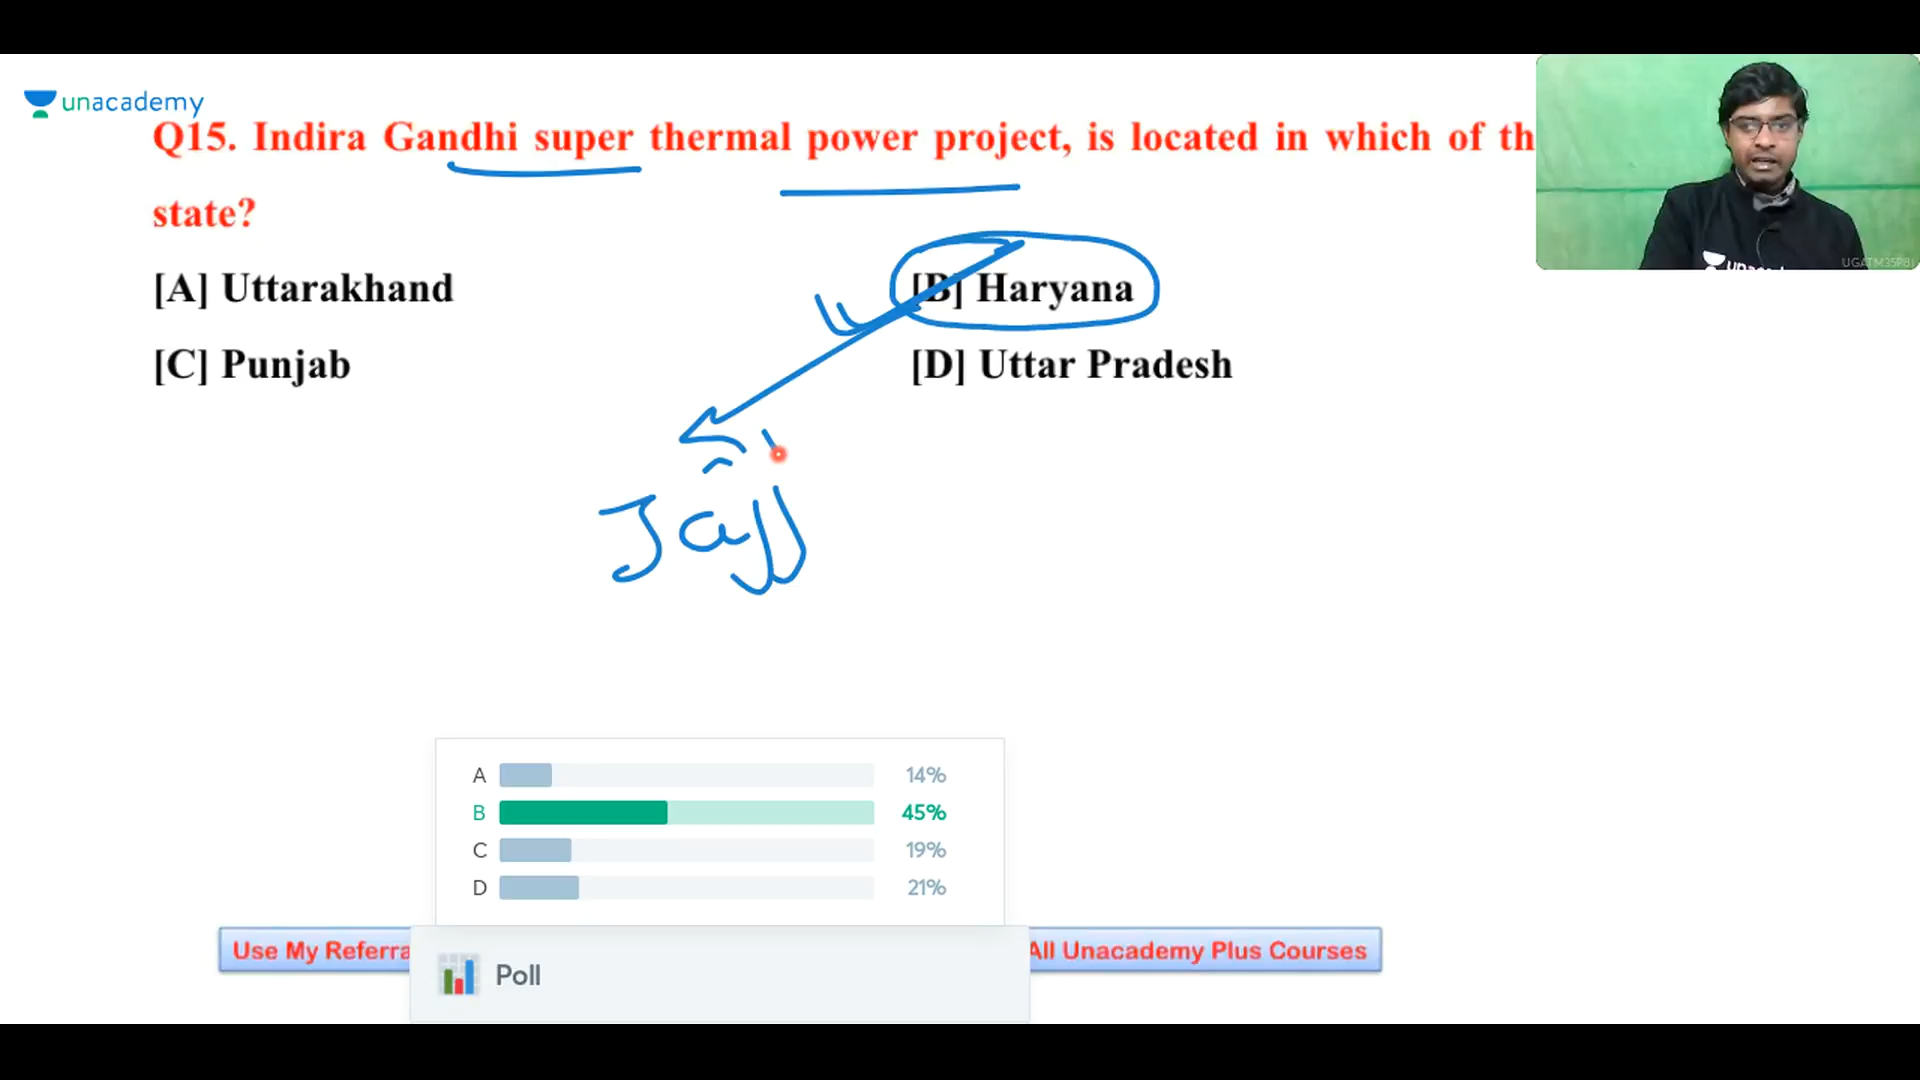 unacademy
Q15. Indira Gandhi super thermal power project, is located in which of th
state?
[A] Uttarakhand
[B] Haryana
[C] Punjab
[D] Uttar Pradesh
A 14%
B 45%
C 19%
D 21%
Use My Referra
All Unacademy Plus Courses
Poll
UGATM35P8I